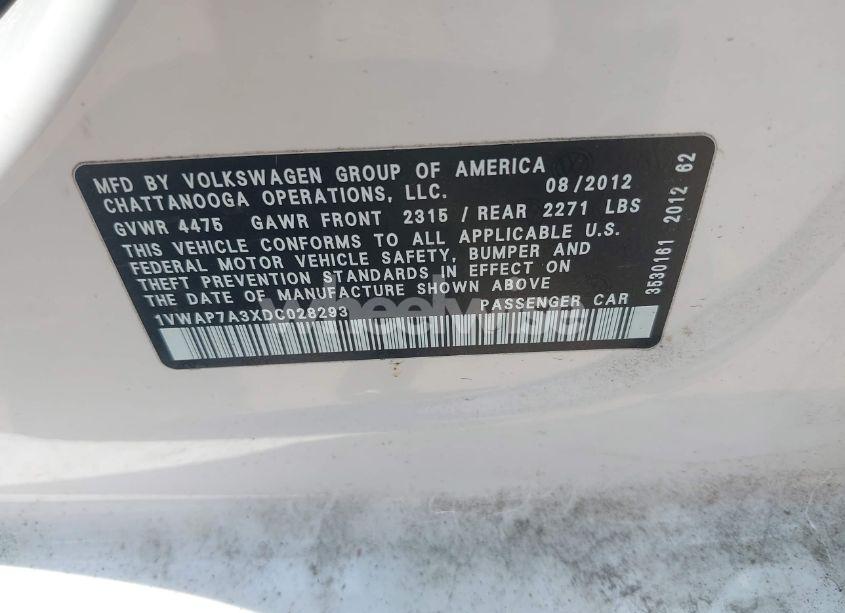 MFD BY VOLKSWAGEN GROUP OF AMERICA
CHATTANOOGA OPERATIONS, LLC. 08/2012
GVWR 4475 GAWR FRONT 2315 / REAR 2271 LBS
THIS VEHICLE CONFORMS TO ALL APPLICABLE U.S.
FEDERAL MOTOR VEHICLE SAFETY, BUMPER AND
THEFT PREVENTION STANDARDS IN EFFECT ON
THE DATE OF MANUFACTURE SHOWN ABOVE
1VWAP7A3XDC028293 PASSENGER CAR
3530161 2012 62